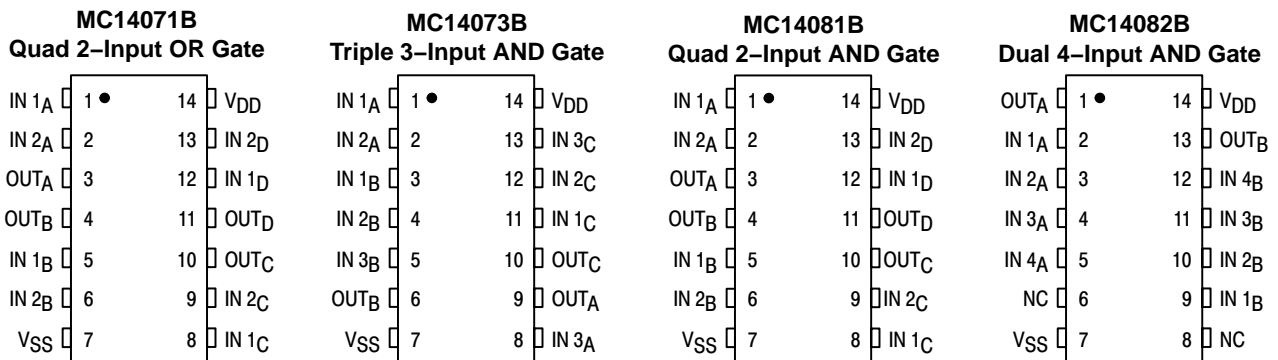 MC14071B
Quad 2–Input OR Gate
IN 1A 1 14 VDD
IN 2A 2 13 IN 2D
OUTA 3 12 IN 1D
OUTB 4 11 OUTD
IN 1B 5 10 OUTC
IN 2B 6 9 IN 2C
VSS 7 8 IN 1C
MC14073B
Triple 3–Input AND Gate
IN 1A 1 14 VDD
IN 2A 2 13 IN 3C
IN 1B 3 12 IN 2C
IN 2B 4 11 IN 1C
IN 3B 5 10 OUTC
OUTB 6 9 OUTA
VSS 7 8 IN 3A
MC14081B
Quad 2–Input AND Gate
IN 1A 1 14 VDD
IN 2A 2 13 IN 2D
OUTA 3 12 IN 1D
OUTB 4 11 OUTD
IN 1B 5 10 OUTC
IN 2B 6 9 IN 2C
VSS 7 8 IN 1C
MC14082B
Dual 4–Input AND Gate
OUTA 1 14 VDD
IN 1A 2 13 OUTB
IN 2A 3 12 IN 4B
IN 3A 4 11 IN 3B
IN 4A 5 10 IN 2B
NC 6 9 IN 1B
VSS 7 8 NC